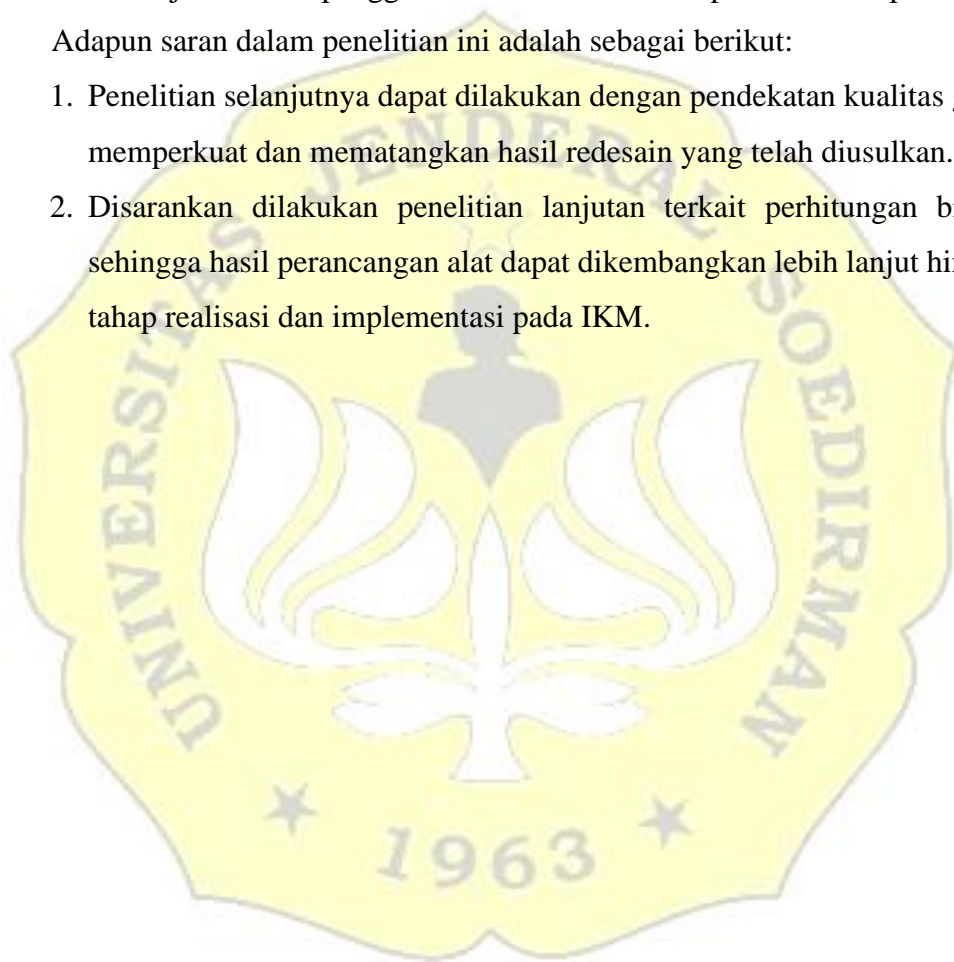 Adapun saran dalam penelitian ini adalah sebagai berikut:
1. Penelitian selanjutnya dapat dilakukan dengan pendekatan kualitas
memperkuat dan mematangkan hasil redesain yang telah diusulkan.
2. Disarankan dilakukan penelitian lanjutan terkait perhitungan
sehingga hasil perancangan alat dapat dikembangkan lebih lanjut
tahap realisasi dan implementasi pada IKM.
UNIVERSITAS JENDERAL SOEDIRMAN
1963